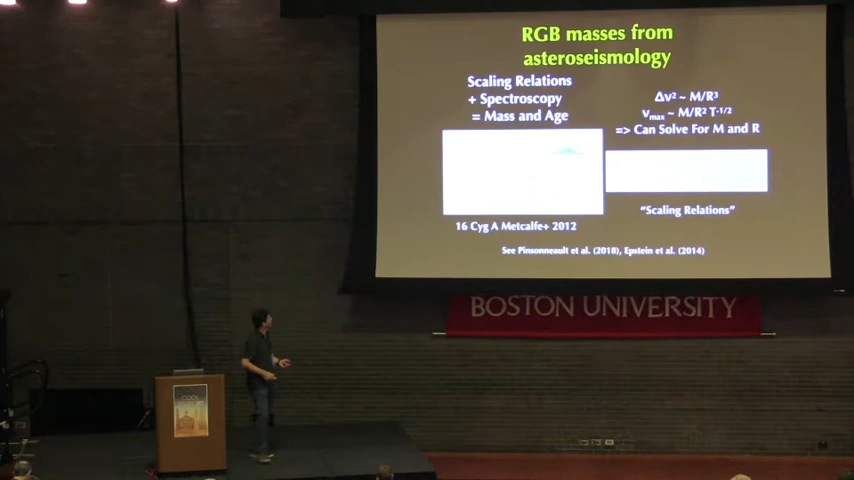 RGB masses from
asteroseismology
Scaling Relations
+ Spectroscopy
= Mass and Age
Δν² ~ M/R³
νmax ~ M/R² T-1/2
=> Can Solve For M and R
16 Cyg A Metcalfe+ 2012
"Scaling Relations"
See Pinsonneault et al. (2018), Epstein et al. (2014)
BOSTON UNIVERSITY
COOL